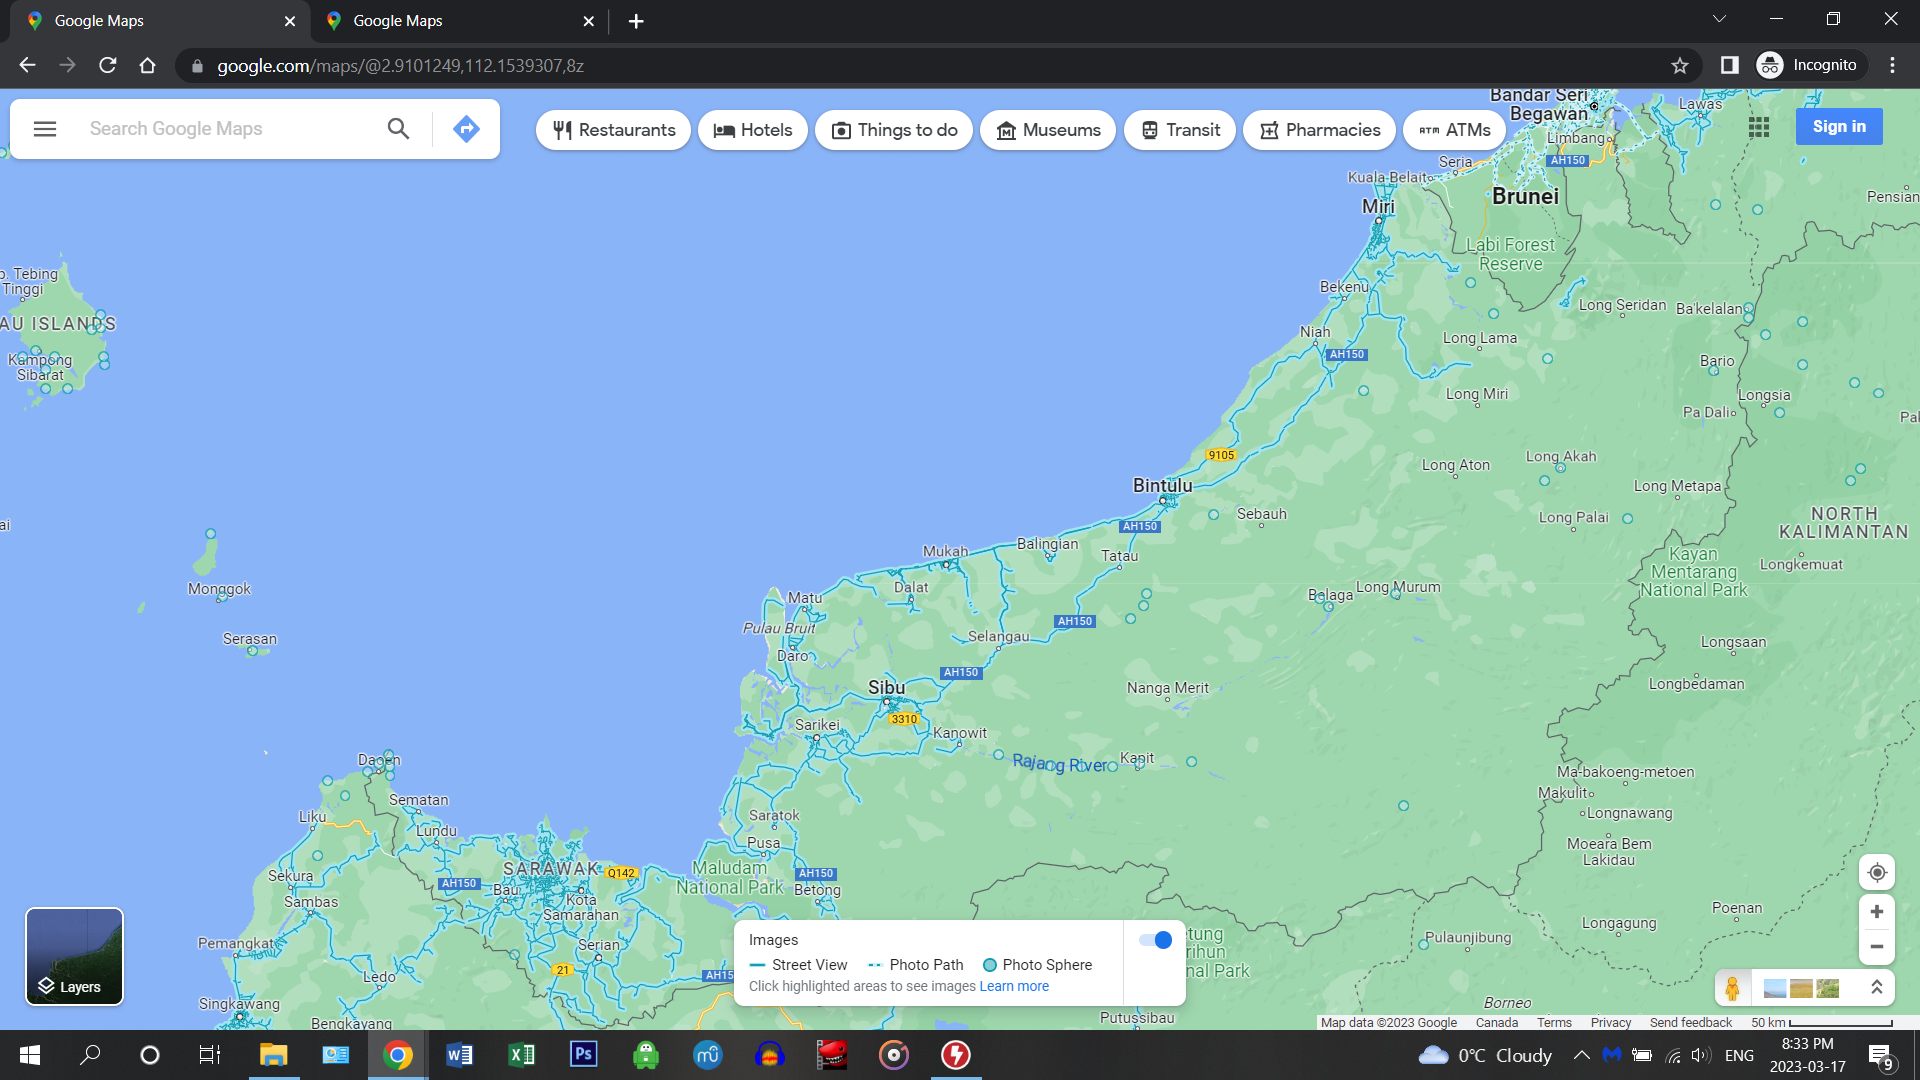 Google Maps
Google Maps
google.com/maps/@2.9101249,112.1539307,8z
Incognito
Search Google Maps
Restaurants
Hotels
Things to do
Museums
Transit
Pharmacies
ATM ATMs
Sign in
Bandar Seri
Begawan
Lawas
Limbang
Seria
AH150
Kuala Belait
Brunei
Pensian
Miri
Labi Forest
Reserve
Tebing
Tinggi
Bekenu
Long Seridan
Ba'kelalan
AU ISLANDS
Niah
Long Lama
AH150
Kampong
Sibarat
Bario
Long Miri
Longsia
Pa Dali
9105
Long Akah
Long Aton
Bintulu
Long Metapa
Sebauh
Long Palai
NORTH
KALIMANTAN
ai
AH150
Balingian
Mukah
Tatau
Kayan
Mentarang
National Park
Longkemuat
Monggok
Dalat
Belaga
Long Murum
Matu
Pulau Bruit
AH150
Serasan
Selangau
Longsaan
Daro
AH150
Sibu
Nanga Merit
Longbedaman
3310
Sarikei
Kanowit
Rajang River
Kapit
Daoen
Ma-bakoeng-metoen
Makulit
Sematan
Liku
Saratok
Longnawang
Lundu
Pusa
Moeara Bem
Lakidau
SARAWAK
Q142
Maludam
National Park
AH150
Sekura
AH150
Bau
Betong
Sambas
Kota
Samarahan
Poenan
Longagung
Pemangkat
Serian
Images
etung
rihun
nal Park
Pulaunjibung
Street View
Photo Path
Photo Sphere
21
AH15
Ledo
Click highlighted areas to see images Learn more
Layers
Singkawang
Borneo
Bengkayang
Putussibau
Map data ©2023 Google
Canada
Terms
Privacy
Send feedback
50 km
0°C Cloudy
ENG
8:33 PM
2023-03-17
9